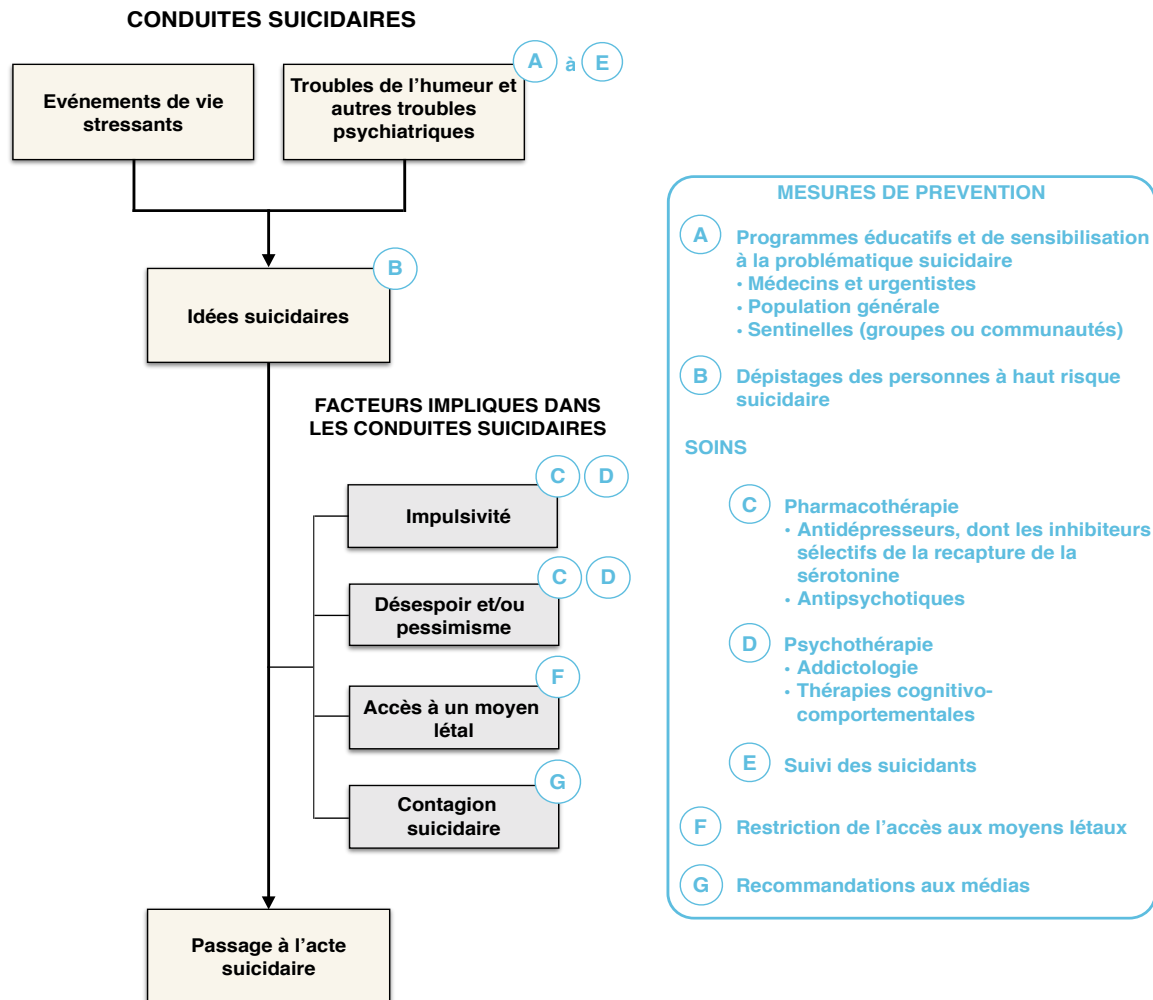 CONDUITES SUICIDAIRES
Evénements de vie
stressants
Troubles de l'humeur et
autres troubles
psychiatriques
A à E
Idées suicidaires
B
FACTEURS IMPLIQUES DANS
LES CONDUITES SUICIDAIRES
C D
Impulsivité
C D
Désespoir et/ou
pessimisme
F
Accès à un moyen
létal
G
Contagion
suicidaire
Passage à l'acte
suicidaire
MESURES DE PREVENTION
A Programmes éducatifs et de sensibilisation
à la problématique suicidaire
• Médecins et urgentistes
• Population générale
• Sentinelles (groupes ou communautés)
B Dépistages des personnes à haut risque
suicidaire
SOINS
C Pharmacothérapie
• Antidépresseurs, dont les inhibiteurs
sélectifs de la recapture de la
sérotonine
• Antipsychotiques
D Psychothérapie
• Addictologie
• Thérapies cognitivo-
comportementales
E Suivi des suicidants
F Restriction de l'accès aux moyens létaux
G Recommandations aux médias